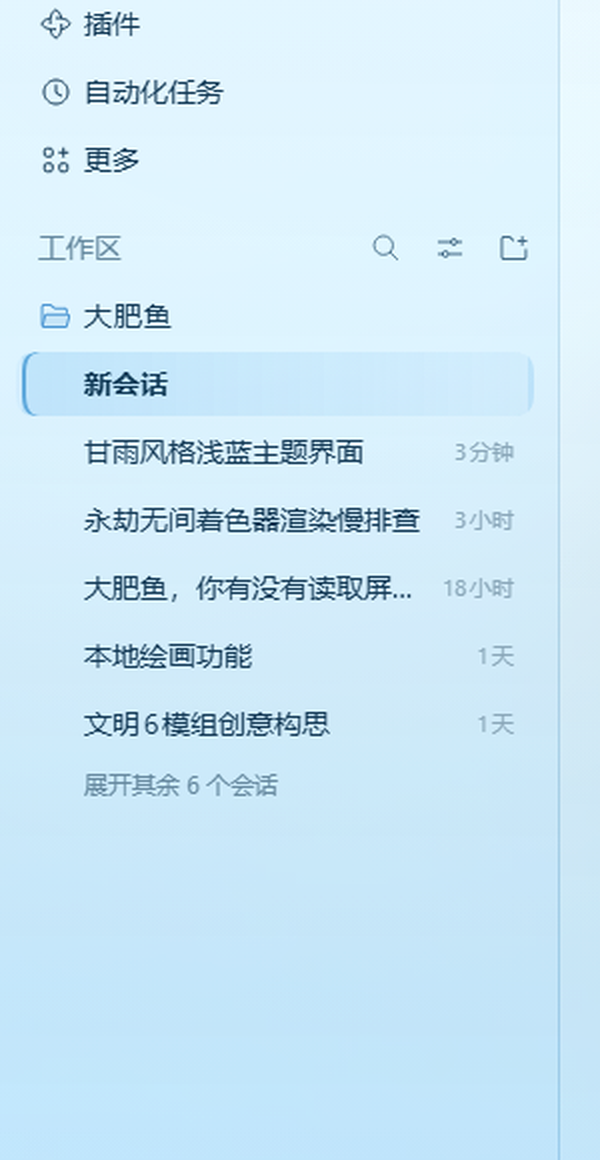 插件
自动化任务
更多
工作区
大肥鱼
新会话
甘雨风格浅蓝主题界面 3分钟
永劫无间着色器渲染慢排查 3小时
大肥鱼，你有没有读取屏... 18小时
本地绘画功能 1天
文明6模组创意构思 1天
展开其余 6 个会话